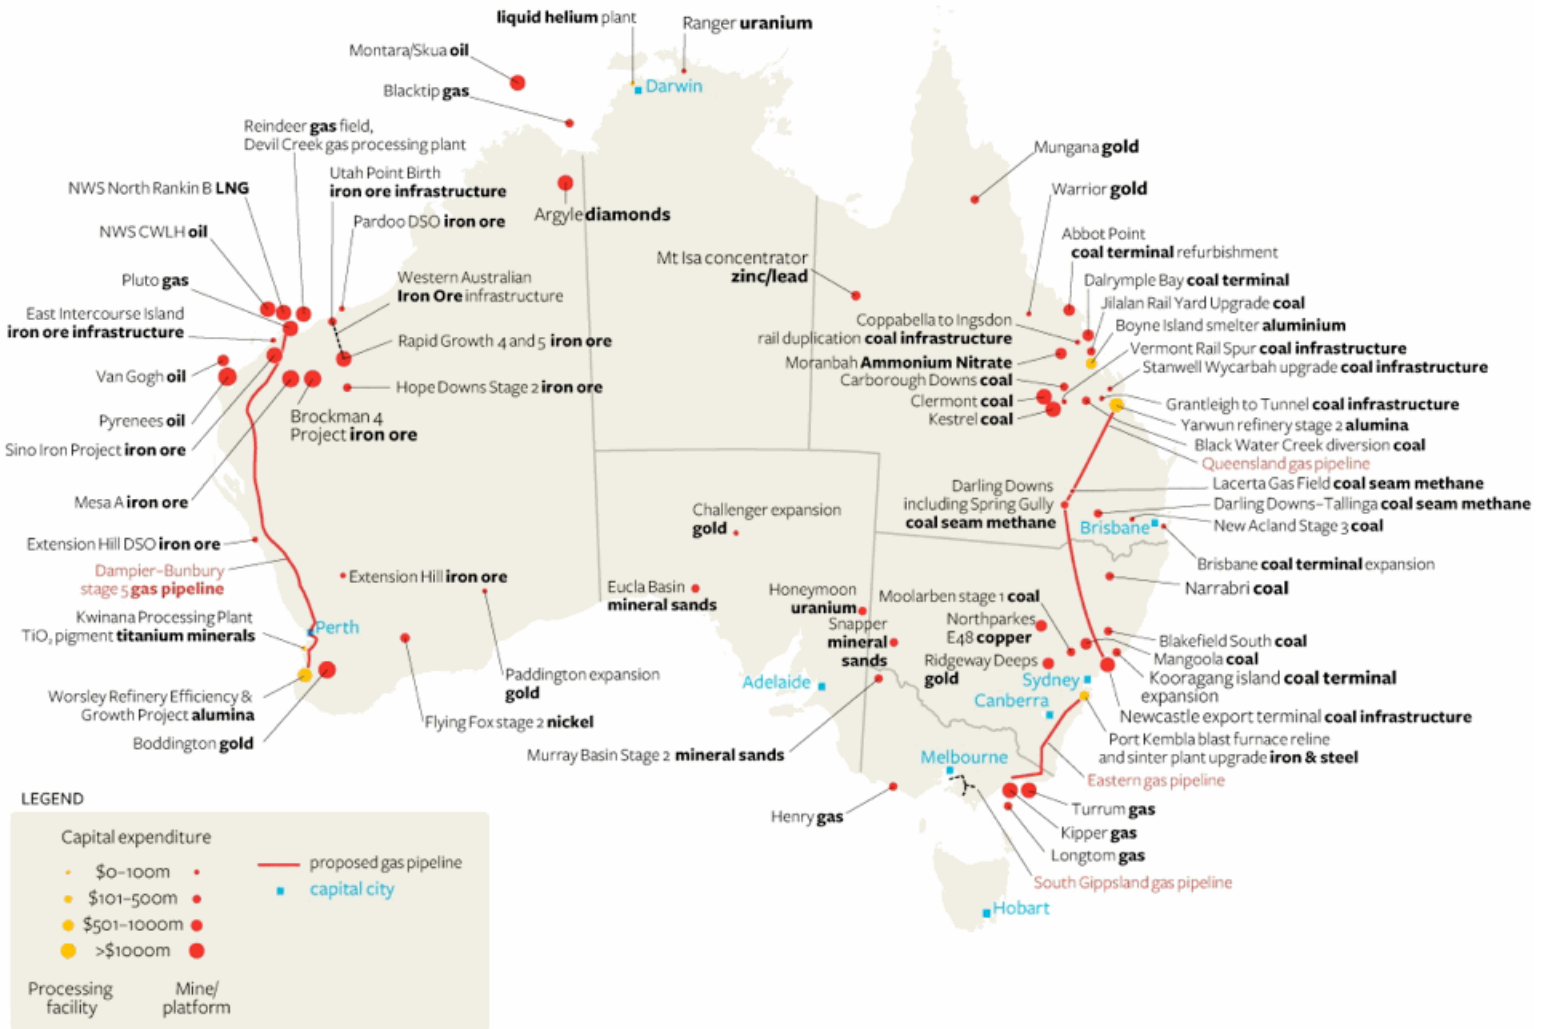 liquid helium plant
Ranger uranium
Montara/Skua oil
Darwin
Blacktip gas
Reindeer gas field,
Devil Creek gas processing plant
Utah Point Birth
iron ore infrastructure
NWS North Rankin B LNG
Pardoo DSO iron ore
Argyle diamonds
NWS CWLH oil
Pluto gas
Western Australian
Iron Ore infrastructure
East Intercourse Island
iron ore infrastructure
Rapid Growth 4 and 5 iron ore
Van Gogh oil
Hope Downs Stage 2 iron ore
Pyrenees oil
Brockman 4
Project iron ore
Sino Iron Project iron ore
Mesa A iron ore
Extension Hill DSO iron ore
Dampier–Bunbury
stage 5 gas pipeline
Extension Hill iron ore
Kwinana Processing Plant
TiO₂ pigment titanium minerals
Perth
Worsley Refinery Efficiency &
Growth Project alumina
Boddington gold
Paddington expansion
gold
Flying Fox stage 2 nickel
Mungana gold
Warrior gold
Abbot Point
coal terminal refurbishment
Mt Isa concentrator
zinc/lead
Dalrymple Bay coal terminal
Jilalan Rail Yard Upgrade coal
Coppabella to Ingsdon
rail duplication coal infrastructure
Boyne Island smelter aluminium
Vermont Rail Spur coal infrastructure
Moranbah Ammonium Nitrate
Stanwell Wycarbah upgrade coal infrastructure
Carborough Downs coal
Clermont coal
Grantleigh to Tunnel coal infrastructure
Kestrel coal
Yarwun refinery stage 2 alumina
Black Water Creek diversion coal
Queensland gas pipeline
Darling Downs
including Spring Gully
coal seam methane
Lacerta Gas Field coal seam methane
Darling Downs–Tallinga coal seam methane
Brisbane
New Acland Stage 3 coal
Challenger expansion
gold
Brisbane coal terminal expansion
Narrabri coal
Eucla Basin
mineral sands
Honeymoon
uranium
Moolarben stage 1 coal
Snapper
mineral
sands
Northparkes
E48 copper
Blakefield South coal
Mangoola coal
Ridgeway Deeps
gold
Kooragang island coal terminal
expansion
Adelaide
Sydney
Canberra
Newcastle export terminal coal infrastructure
Port Kembla blast furnace reline
and sinter plant upgrade iron & steel
Murray Basin Stage 2 mineral sands
Melbourne
Eastern gas pipeline
Henry gas
Turrum gas
Kipper gas
Longtom gas
South Gippsland gas pipeline
Hobart
LEGEND
Capital expenditure
$0–100m
$101–500m
$501–1000m
>$1000m
Processing
facility
Mine/
platform
proposed gas pipeline
capital city